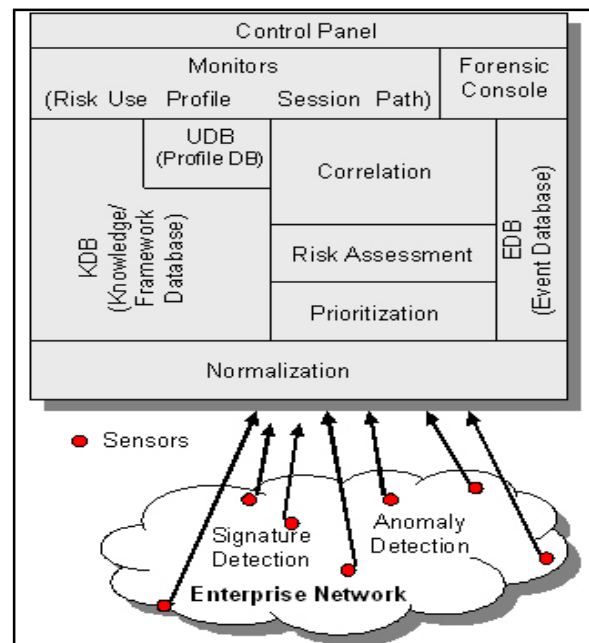 Control Panel
Monitors
(Risk Use Profile Session Path)
Forensic
Console
UDB
(Profile DB)
KDB
(Knowledge/
Framework
Database)
Correlation
Risk Assessment
Prioritization
EDB
(Event Database)
Normalization
Sensors
Signature
Detection
Anomaly
Detection
Enterprise Network